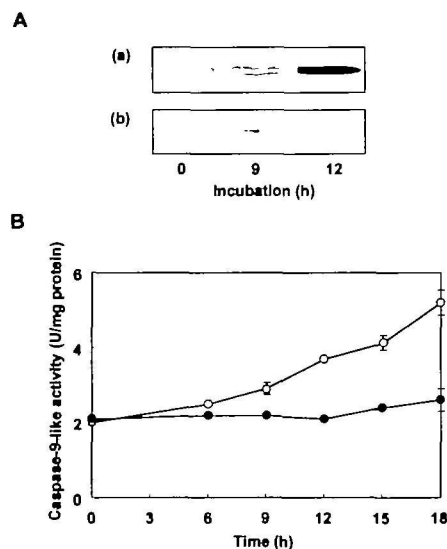 A
(a)
(b)
0 9 12
Incubation (h)
B
Caspase-9-like activity (U/mg protein)
6
4
2
0
0 3 6 9 12 15 18
Time (h)